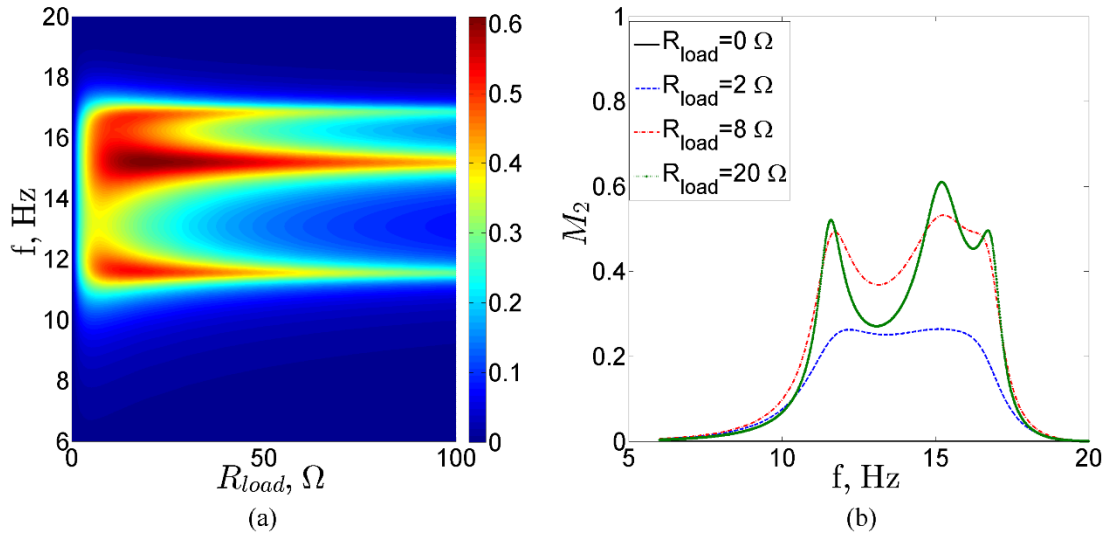 20
18
16
14
12
10
8
6
f, Hz
0
50
100
R_load, Ω
0.6
0.5
0.4
0.3
0.2
0.1
0
(a)
R_load=0 Ω
R_load=2 Ω
R_load=8 Ω
R_load=20 Ω
1
0.8
0.6
0.4
0.2
0
M_2
5
10
15
20
f, Hz
(b)